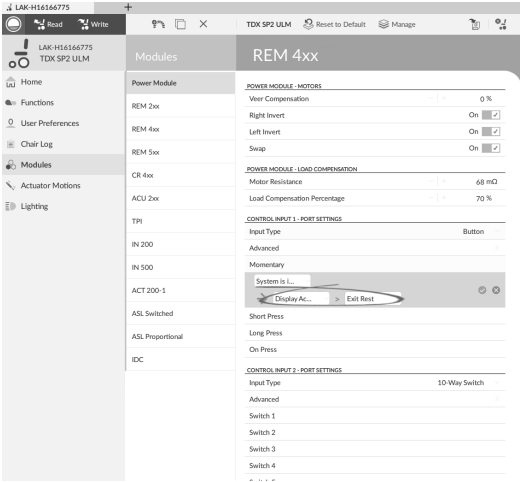 LAK-H16166775
Read
Write
TDX SP2 ULM
Reset to Default
Manage
LAK-H16166775
TDX SP2 ULM
Home
Functions
User Preferences
Chair Log
Modules
Actuator Motions
Lighting
Modules
Power Module
REM 2xx
REM 4xx
REM 5xx
CR 4xx
ACU 2xx
TPI
IN 200
IN 500
ACT 200-1
ASL Switched
ASL Proportional
IDC
REM 4xx
POWER MODULE - MOTORS
Veer Compensation 0 %
Right Invert On
Left Invert On
Swap On
POWER MODULE - LOAD COMPENSATION
Motor Resistance 68 mΩ
Load Compensation Percentage 70 %
CONTROL INPUT 1 - PORT SETTINGS
Input Type Button
Advanced
Momentary
System is i...
Display Ac... > Exit Rest
Short Press
Long Press
On Press
CONTROL INPUT 2 - PORT SETTINGS
Input Type 10-Way Switch
Advanced
Switch 1
Switch 2
Switch 3
Switch 4